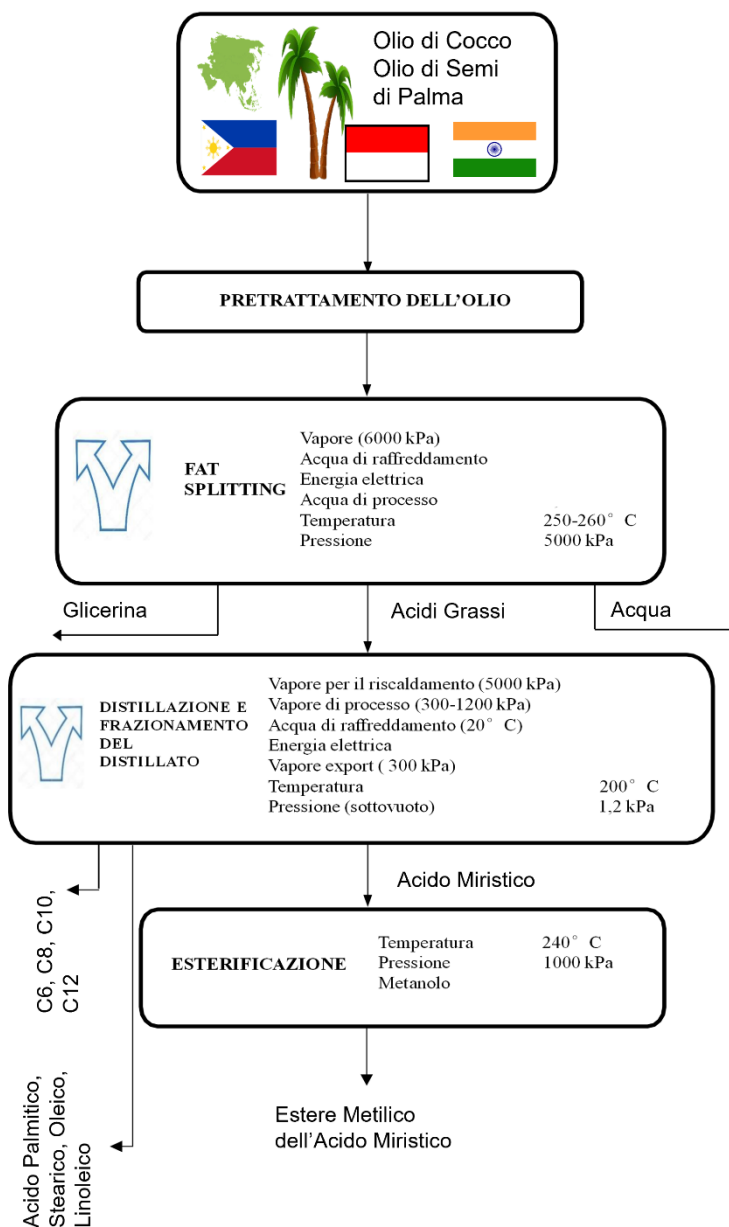 Olio di Cocco
Olio di Semi
di Palma
PRETRATTAMENTO DELL’OLIO
FAT
SPLITTING
Vapore (6000 kPa)
Acqua di raffreddamento
Energia elettrica
Acqua di processo
Temperatura 250-260° C
Pressione 5000 kPa
Glicerina
Acidi Grassi
Acqua
DISTILLAZIONE E
FRAZIONAMENTO
DEL
DISTILLATO
Vapore per il riscaldamento (5000 kPa)
Vapore di processo (300-1200 kPa)
Acqua di raffreddamento (20° C)
Energia elettrica
Vapore export ( 300 kPa)
Temperatura 200° C
Pressione (sottovuoto) 1,2 kPa
C6, C8, C10,
C12
Acido Miristico
ESTERIFICAZIONE
Temperatura 240° C
Pressione 1000 kPa
Metanolo
Acido Palmitico,
Stearico, Oleico,
Linoleico
Estere Metilico
dell’Acido Miristico